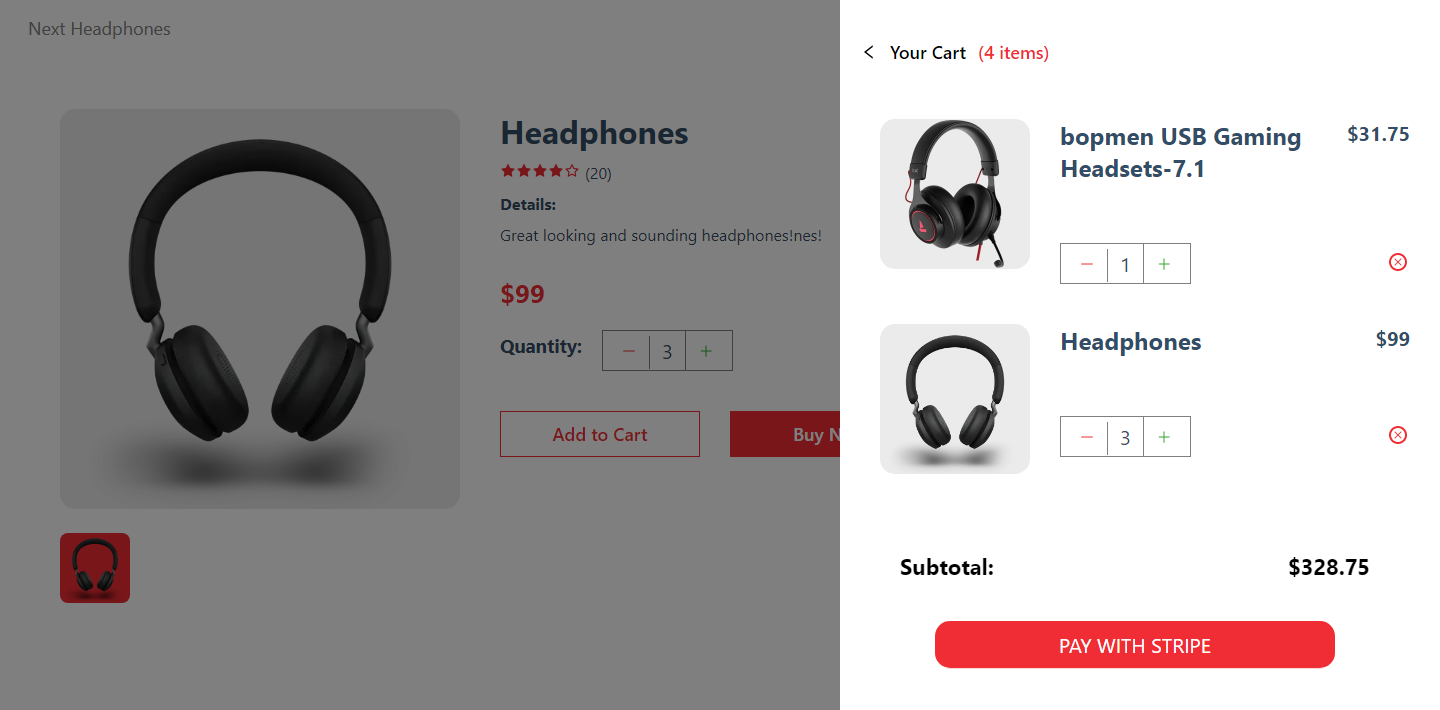 Next Headphones
Headphones
(20)
Details:
Great looking and sounding headphones!nes!
$99
Quantity: 3
Add to Cart
Buy N
Your Cart (4 items)
bopmen USB Gaming $31.75
Headsets-7.1
1
Headphones $99
3
Subtotal: $328.75
PAY WITH STRIPE